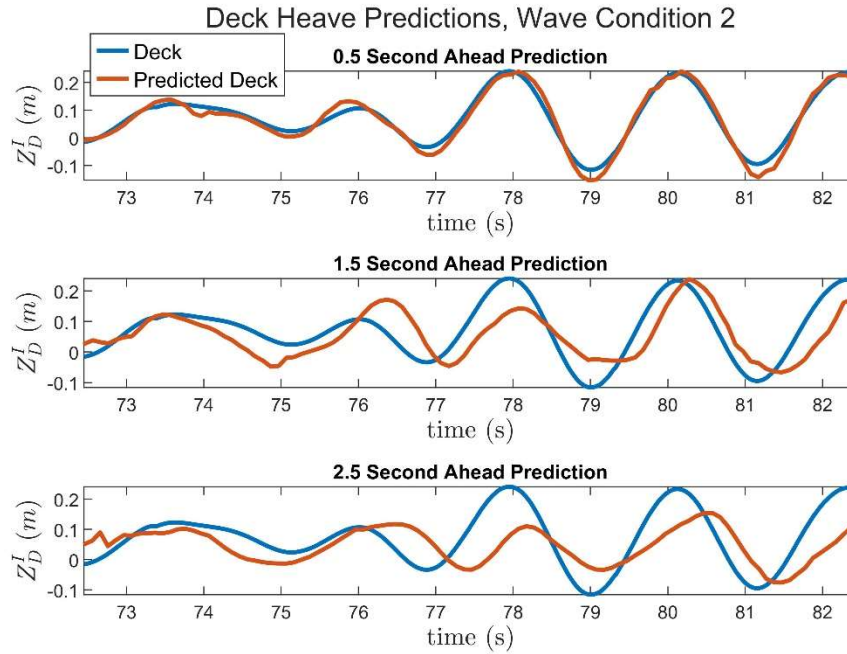 Deck Heave Predictions, Wave Condition 2
Deck
Predicted Deck
0.5 Second Ahead Prediction
0.2
0.1
0
-0.1
Z_D^I (m)
73 74 75 76 77 78 79 80 81 82
time (s)
1.5 Second Ahead Prediction
0.2
0.1
0
-0.1
Z_D^I (m)
73 74 75 76 77 78 79 80 81 82
time (s)
2.5 Second Ahead Prediction
0.2
0.1
0
-0.1
Z_D^I (m)
73 74 75 76 77 78 79 80 81 82
time (s)